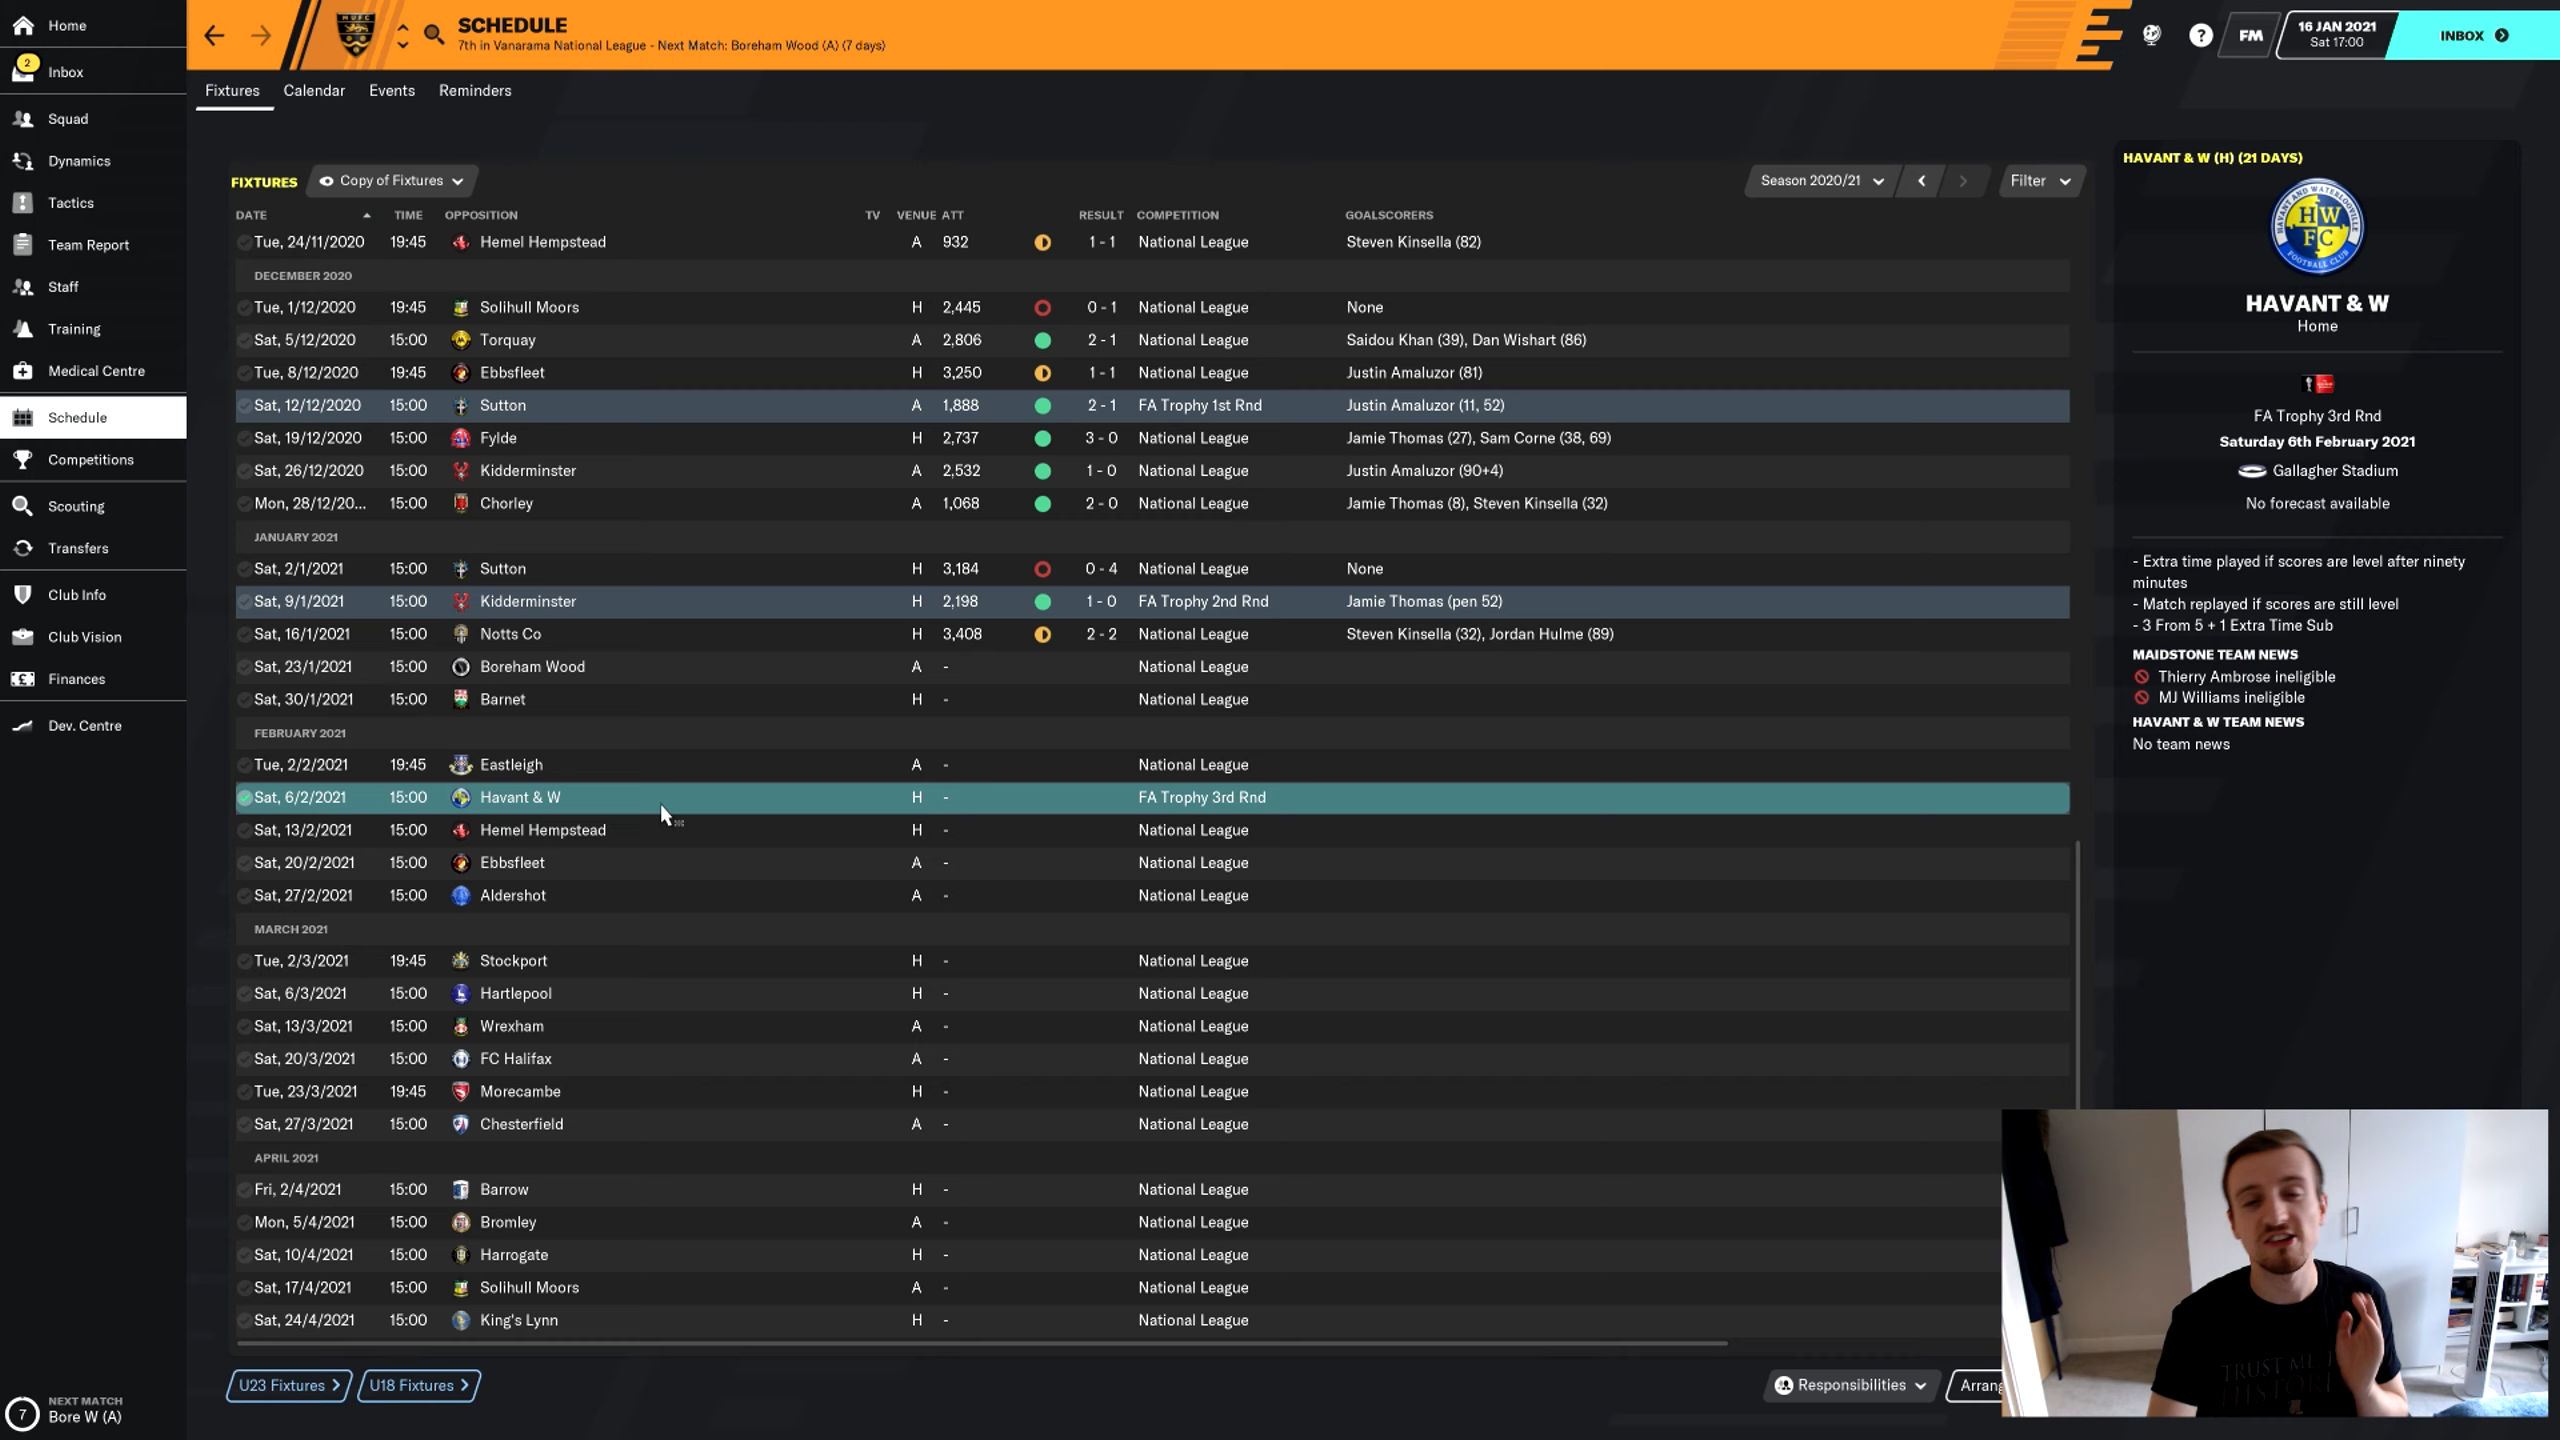 Home
2
Inbox
Squad
Dynamics
Tactics
Team Report
Staff
Training
Medical Centre
Schedule
Competitions
Scouting
Transfers
Club Info
Club Vision
Finances
Dev. Centre
7
NEXT MATCH
Bore W (A)
SCHEDULE
7th in Vanarama National League - Next Match: Boreham Wood (A) (7 days)
? FM 16 JAN 2021
Sat 17:00
INBOX
Fixtures Calendar Events Reminders
FIXTURES Copy of Fixtures Season 2020/21 Filter
DATE TIME OPPOSITION TV VENUE ATT RESULT COMPETITION GOALSCORERS
Tue, 24/11/2020 19:45 Hemel Hempstead A 932 1 - 1 National League Steven Kinsella (82)
DECEMBER 2020
Tue, 1/12/2020 19:45 Solihull Moors H 2,445 0 - 1 National League None
Sat, 5/12/2020 15:00 Torquay A 2,806 2 - 1 National League Saidou Khan (39), Dan Wishart (86)
Tue, 8/12/2020 19:45 Ebbsfleet H 3,250 1 - 1 National League Justin Amaluzor (81)
Sat, 12/12/2020 15:00 Sutton A 1,888 2 - 1 FA Trophy 1st Rnd Justin Amaluzor (11, 52)
Sat, 19/12/2020 15:00 Fylde H 2,737 3 - 0 National League Jamie Thomas (27), Sam Corne (38, 69)
Sat, 26/12/2020 15:00 Kidderminster A 2,532 1 - 0 National League Justin Amaluzor (90+4)
Mon, 28/12/20... 15:00 Chorley A 1,068 2 - 0 National League Jamie Thomas (8), Steven Kinsella (32)
JANUARY 2021
Sat, 2/1/2021 15:00 Sutton H 3,184 0 - 4 National League None
Sat, 9/1/2021 15:00 Kidderminster H 2,198 1 - 0 FA Trophy 2nd Rnd Jamie Thomas (pen 52)
Sat, 16/1/2021 15:00 Notts Co H 3,408 2 - 2 National League Steven Kinsella (32), Jordan Hulme (89)
Sat, 23/1/2021 15:00 Boreham Wood A - National League
Sat, 30/1/2021 15:00 Barnet H - National League
FEBRUARY 2021
Tue, 2/2/2021 19:45 Eastleigh A - National League
Sat, 6/2/2021 15:00 Havant & W H - FA Trophy 3rd Rnd
Sat, 13/2/2021 15:00 Hemel Hempstead H - National League
Sat, 20/2/2021 15:00 Ebbsfleet A - National League
Sat, 27/2/2021 15:00 Aldershot A - National League
MARCH 2021
Tue, 2/3/2021 19:45 Stockport H - National League
Sat, 6/3/2021 15:00 Hartlepool H - National League
Sat, 13/3/2021 15:00 Wrexham A - National League
Sat, 20/3/2021 15:00 FC Halifax A - National League
Tue, 23/3/2021 19:45 Morecambe H - National League
Sat, 27/3/2021 15:00 Chesterfield A - National League
APRIL 2021
Fri, 2/4/2021 15:00 Barrow H - National League
Mon, 5/4/2021 15:00 Bromley A - National League
Sat, 10/4/2021 15:00 Harrogate H - National League
Sat, 17/4/2021 15:00 Solihull Moors A - National League
Sat, 24/4/2021 15:00 King's Lynn H - National League
U23 Fixtures U18 Fixtures Responsibilities Arrang
HAVANT & W (H) (21 DAYS)
HAVANT AND WATERLOOVILLE
HW
FC
FOOTBALL CLUB
HAVANT & W
Home
FA Trophy 3rd Rnd
Saturday 6th February 2021
Gallagher Stadium
No forecast available
- Extra time played if scores are level after ninety
minutes
- Match replayed if scores are still level
- 3 From 5 + 1 Extra Time Sub
MAIDSTONE TEAM NEWS
Thierry Ambrose ineligible
MJ Williams ineligible
HAVANT & W TEAM NEWS
No team news
TRUST ME I
HISTOR